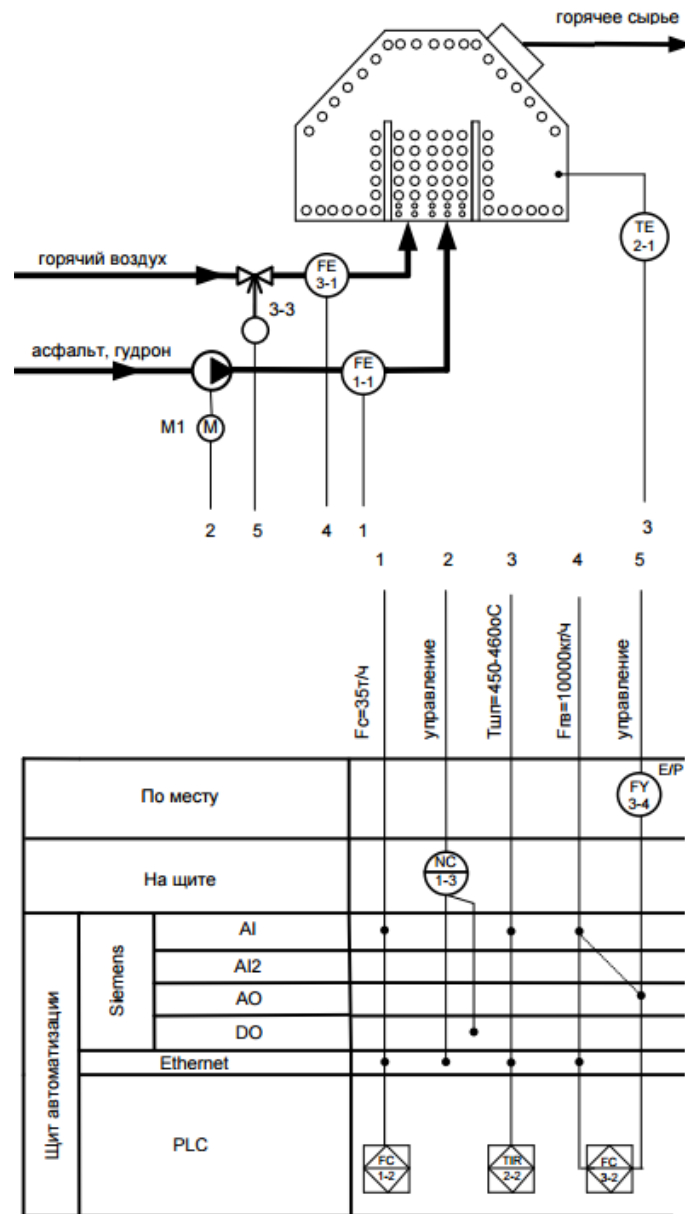 горячее сырье
TE
2-1
горячий воздух
FE
3-1
3-3
асфальт, гудрон
FE
1-1
M1
M
2
5
4
1
3
1
2
3
4
5
Fс=35т/ч
управление
Тшп=450-460оС
Fпв=10000кг/ч
управление
По месту
E/P
FY
3-4
На щите
NC
1-3
Щит автоматизации
Siemens
AI
AI2
AO
DO
Ethernet
PLC
FC
1-2
TIR
2-2
FC
3-2